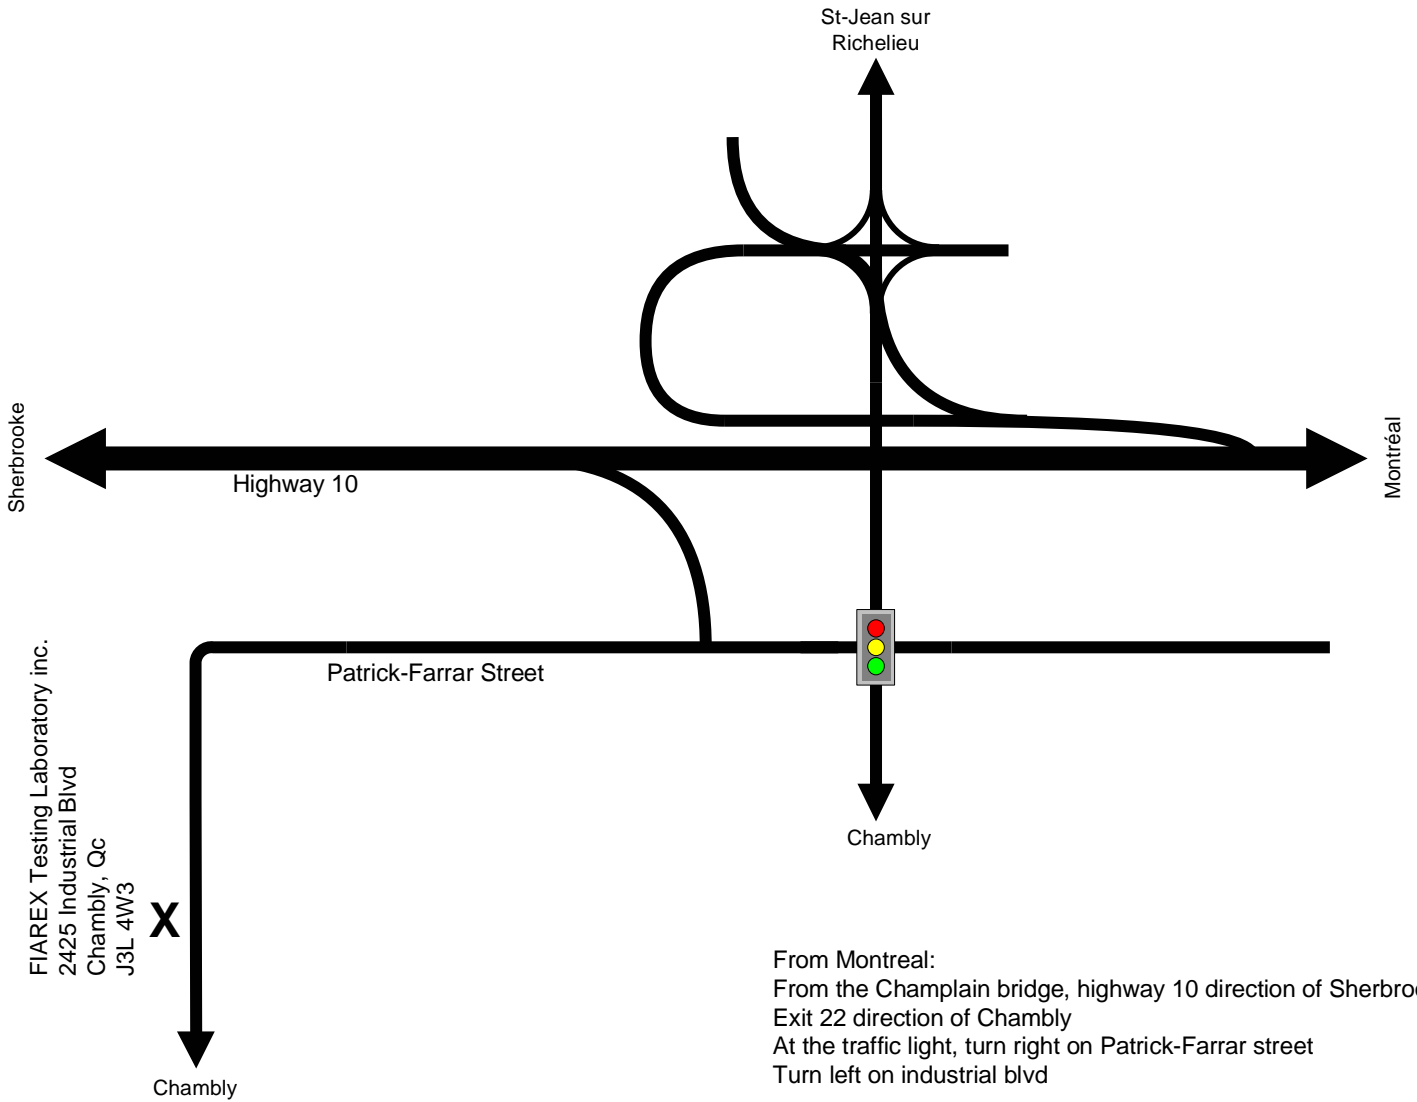 St-Jean sur
Richelieu
Sherbrooke
Montréal
Highway 10
Patrick-Farrar Street
FIAREX Testing Laboratory inc.
2425 Industrial Blvd
Chambly, Qc
J3L 4W3
X
Chambly
Chambly
From Montreal:
From the Champlain bridge, highway 10 direction of Sherbroo
Exit 22 direction of Chambly
At the traffic light, turn right on Patrick-Farrar street
Turn left on industrial blvd